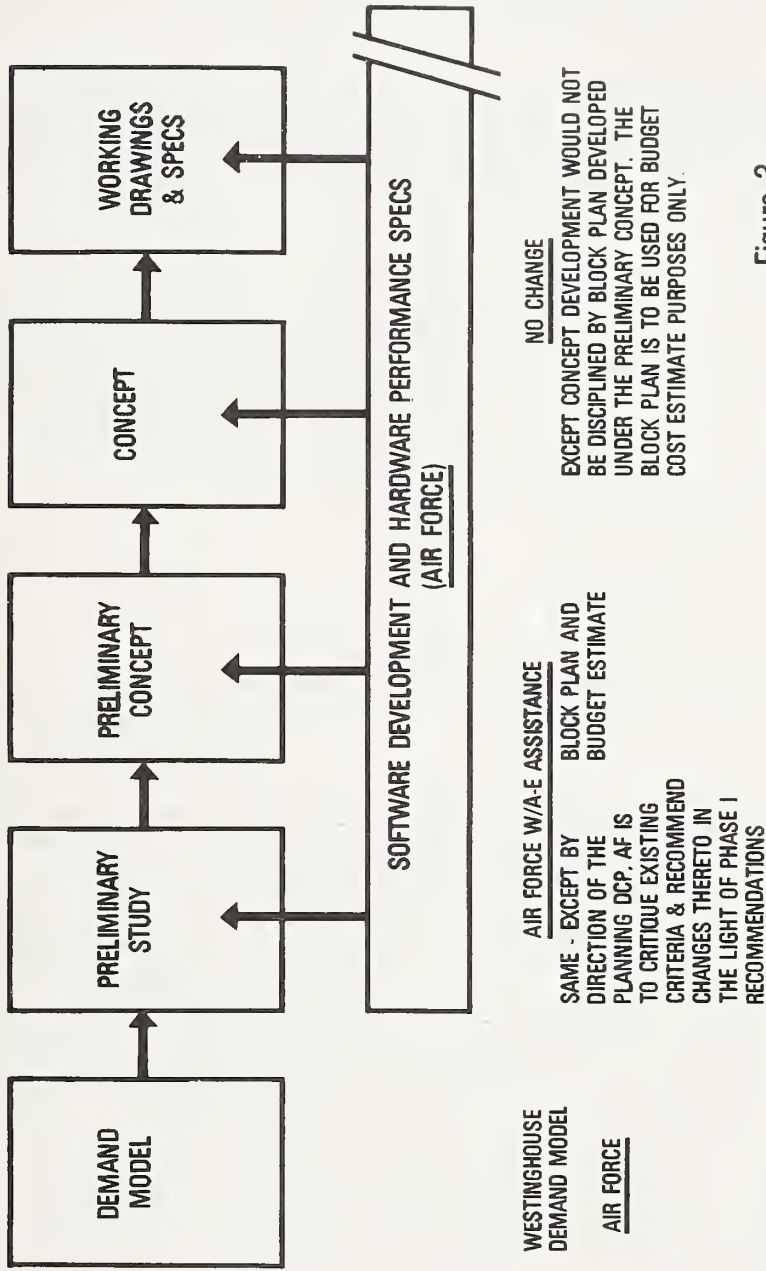 DEMAND
MODEL
PRELIMINARY
STUDY
PRELIMINARY
CONCEPT
CONCEPT
WORKING
DRAWINGS
& SPECS
SOFTWARE DEVELOPMENT AND HARDWARE PERFORMANCE SPECS
(AIR FORCE)
WESTINGHOUSE
DEMAND MODEL
AIR FORCE
AIR FORCE W/A-E ASSISTANCE
SAME - EXCEPT BY
DIRECTION OF THE
PLANNING DCP, AF IS
TO CRITIQUE EXISTING
CRITERIA & RECOMMEND
CHANGES THERETO IN
THE LIGHT OF PHASE I
RECOMMENDATIONS
BLOCK PLAN AND
BUDGET ESTIMATE
NO CHANGE
EXCEPT CONCEPT DEVELOPMENT WOULD NOT
BE DISCIPLINED BY BLOCK PLAN DEVELOPED
UNDER THE PRELIMINARY CONCEPT. THE
BLOCK PLAN IS TO BE USED FOR BUDGET
COST ESTIMATE PURPOSES ONLY.
Figure